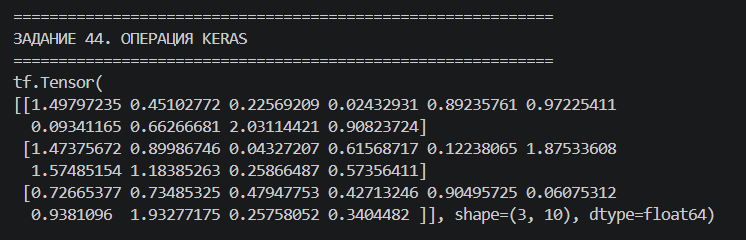 ============================================================
ЗАДАНИЕ 44. ОПЕРАЦИЯ KERAS
============================================================
tf.Tensor(
[[1.49797235 0.45102772 0.22569209 0.02432931 0.89235761 0.97225411
  0.09341165 0.66266681 2.03114421 0.90823724]
 [1.47375672 0.89986746 0.04327207 0.61568717 0.12238065 1.87533608
  1.57485154 1.18385263 0.25866487 0.57356411]
 [0.72665377 0.73485325 0.47947753 0.42713246 0.90495725 0.06075312
  0.9381096  1.93277175 0.25758052 0.3404482 ]], shape=(3, 10), dtype=float64)